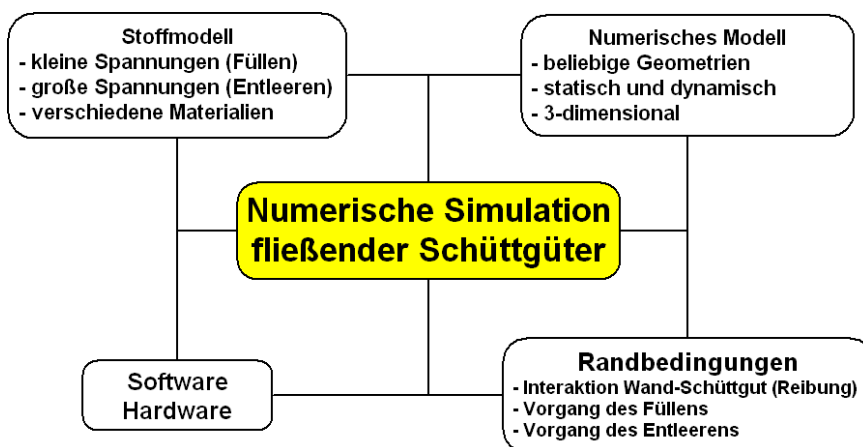 Stoffmodell
- kleine Spannungen (Füllen)
- große Spannungen (Entleeren)
- verschiedene Materialien
Numerisches Modell
- beliebige Geometrien
- statisch und dynamisch
- 3-dimensional
Numerische Simulation
fließender Schüttgüter
Software
Hardware
Randbedingungen
- Interaktion Wand-Schüttgut (Reibung)
- Vorgang des Füllens
- Vorgang des Entleerens